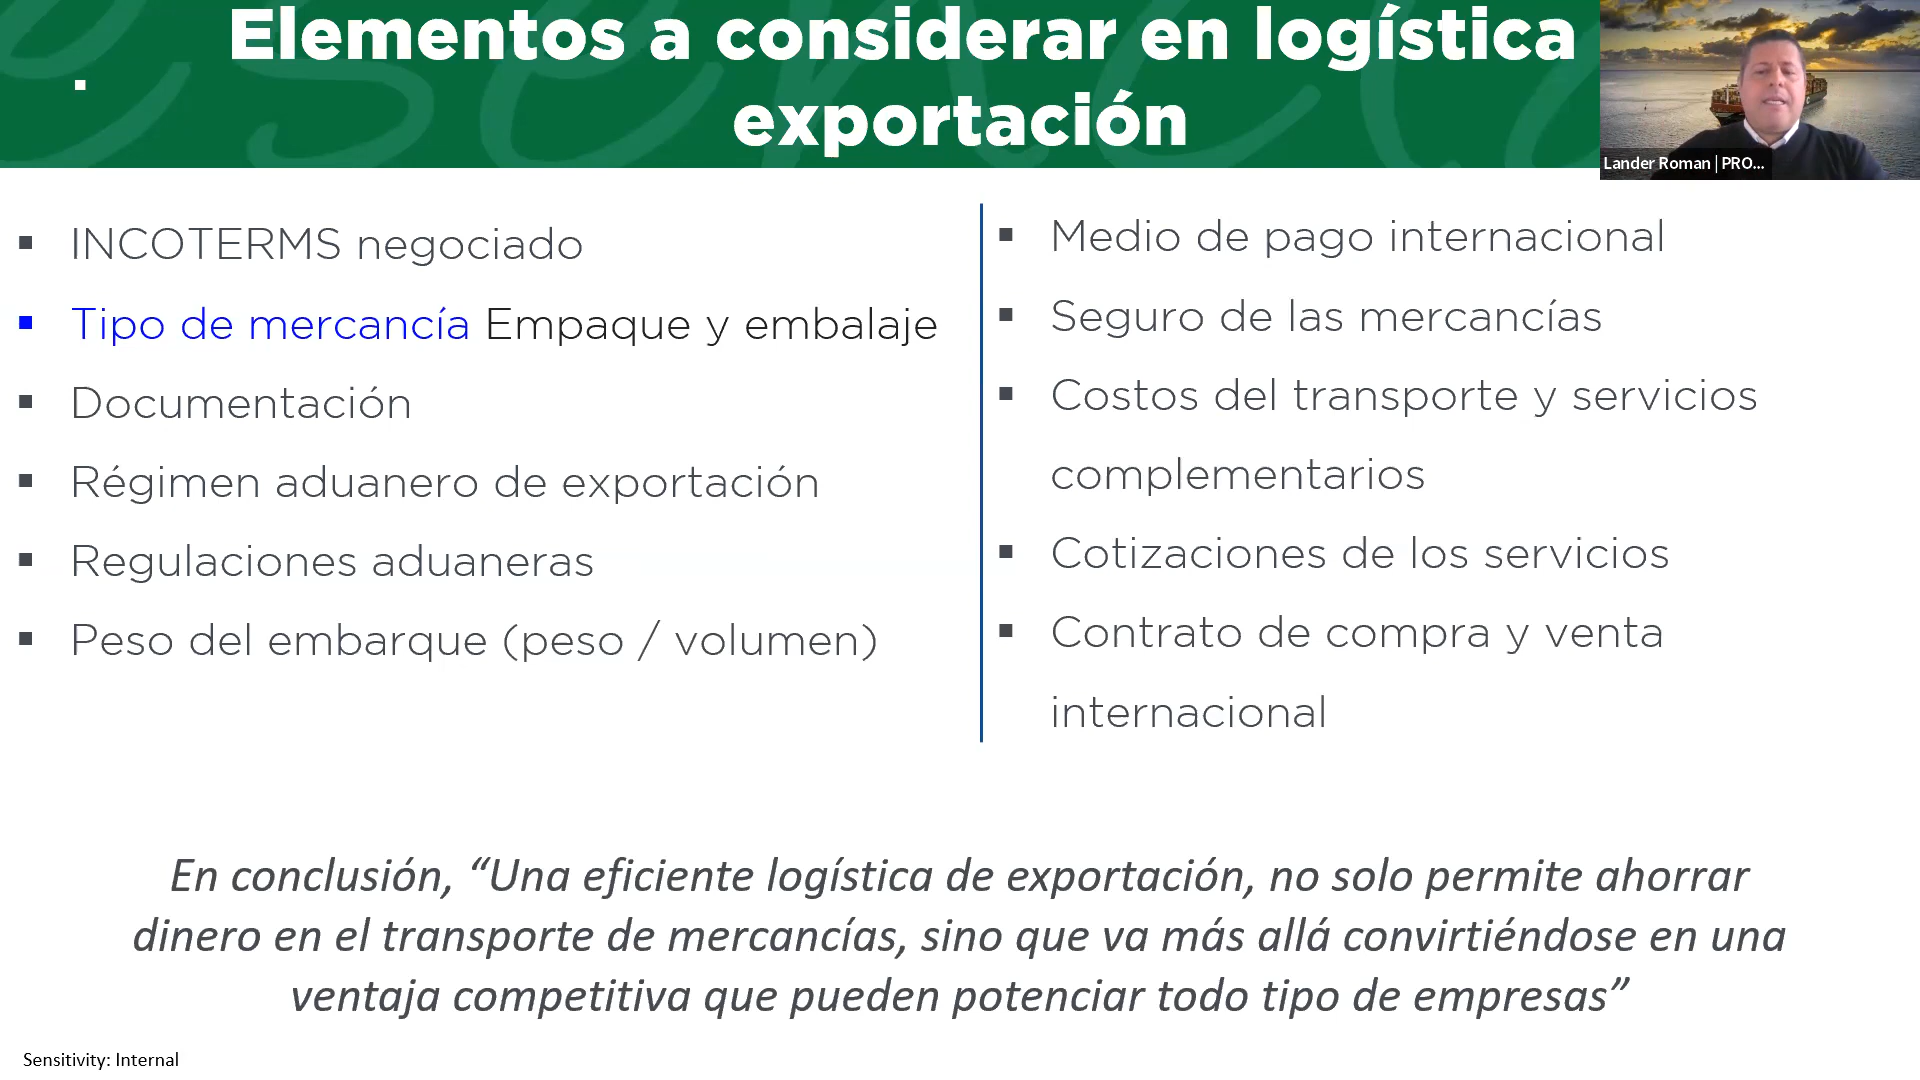 Elementos a considerar en logística
exportación
Lander Roman | PRO...
INCOTERMS negociado
Tipo de mercancía Empaque y embalaje
Documentación
Régimen aduanero de exportación
Regulaciones aduaneras
Peso del embarque (peso / volumen)
Medio de pago internacional
Seguro de las mercancías
Costos del transporte y servicios
complementarios
Cotizaciones de los servicios
Contrato de compra y venta
internacional
En conclusión, “Una eficiente logística de exportación, no solo permite ahorrar
dinero en el transporte de mercancías, sino que va más allá convirtiéndose en una
ventaja competitiva que pueden potenciar todo tipo de empresas”
Sensitivity: Internal